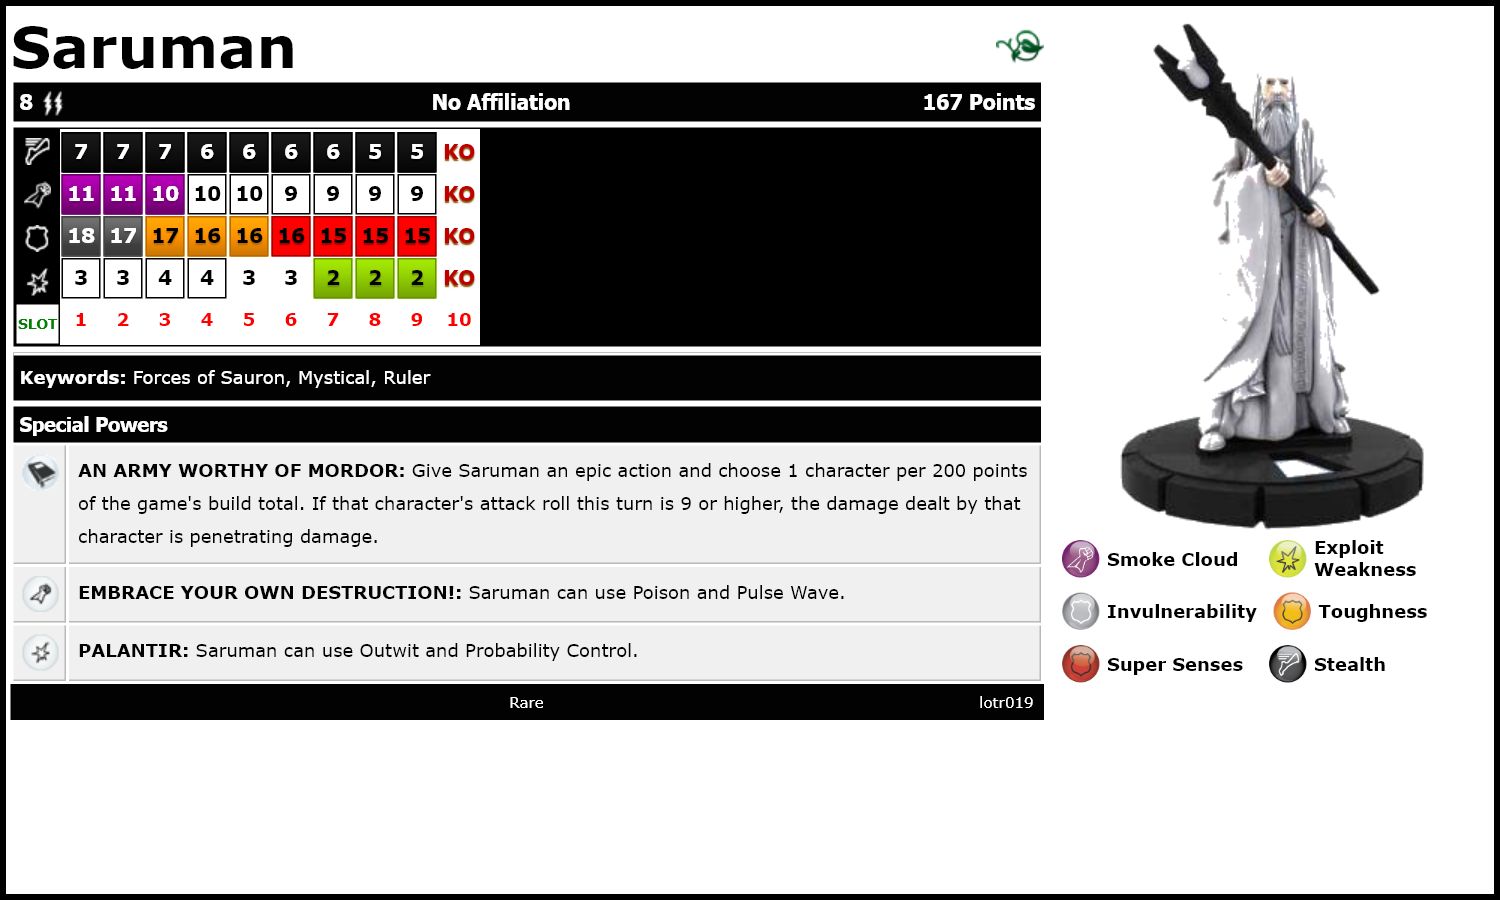 Saruman
8 No Affiliation 167 Points
7 7 7 6 6 6 6 5 5 KO
11 11 10 10 10 9 9 9 9 KO
18 17 17 16 16 16 15 15 15 KO
3 3 4 4 3 3 2 2 2 KO
SLOT 1 2 3 4 5 6 7 8 9 10
Keywords: Forces of Sauron, Mystical, Ruler
Special Powers
AN ARMY WORTHY OF MORDOR: Give Saruman an epic action and choose 1 character per 200 points
of the game's build total. If that character's attack roll this turn is 9 or higher, the damage dealt by that
character is penetrating damage.
EMBRACE YOUR OWN DESTRUCTION!: Saruman can use Poison and Pulse Wave.
PALANTIR: Saruman can use Outwit and Probability Control.
Rare lotr019
Smoke Cloud
Exploit
Weakness
Invulnerability
Toughness
Super Senses
Stealth